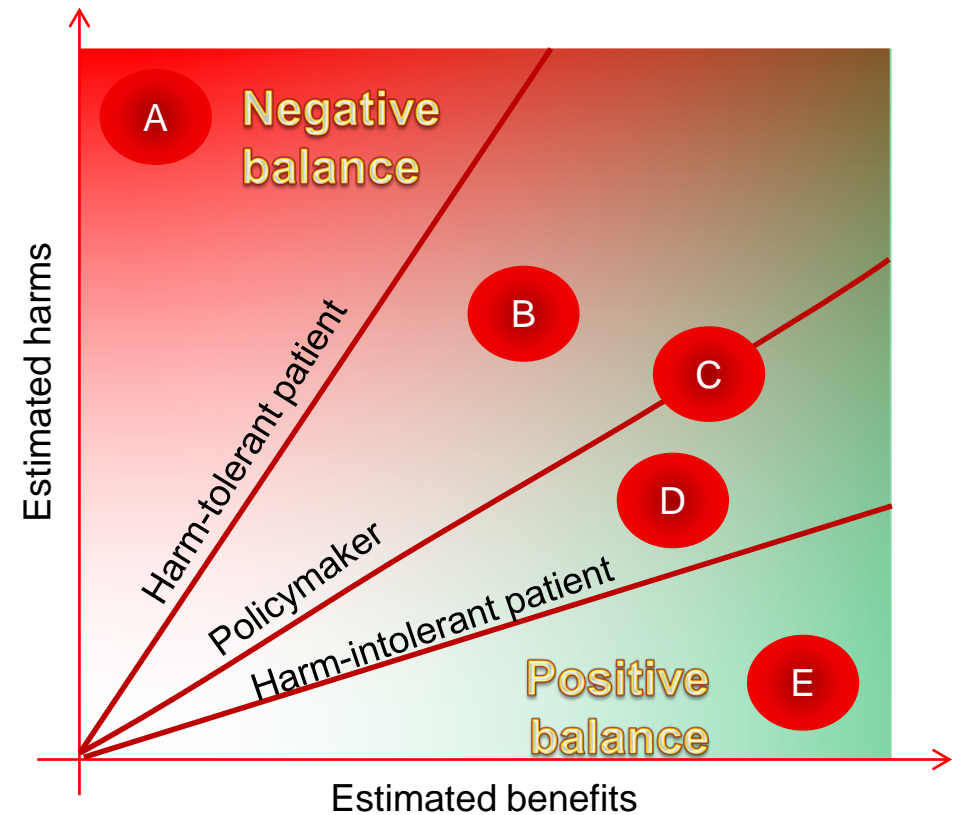 A
Negative
balance
B
C
D
E
Harm-tolerant patient
Policymaker
Harm-intolerant patient
Positive
balance
Estimated harms
Estimated benefits